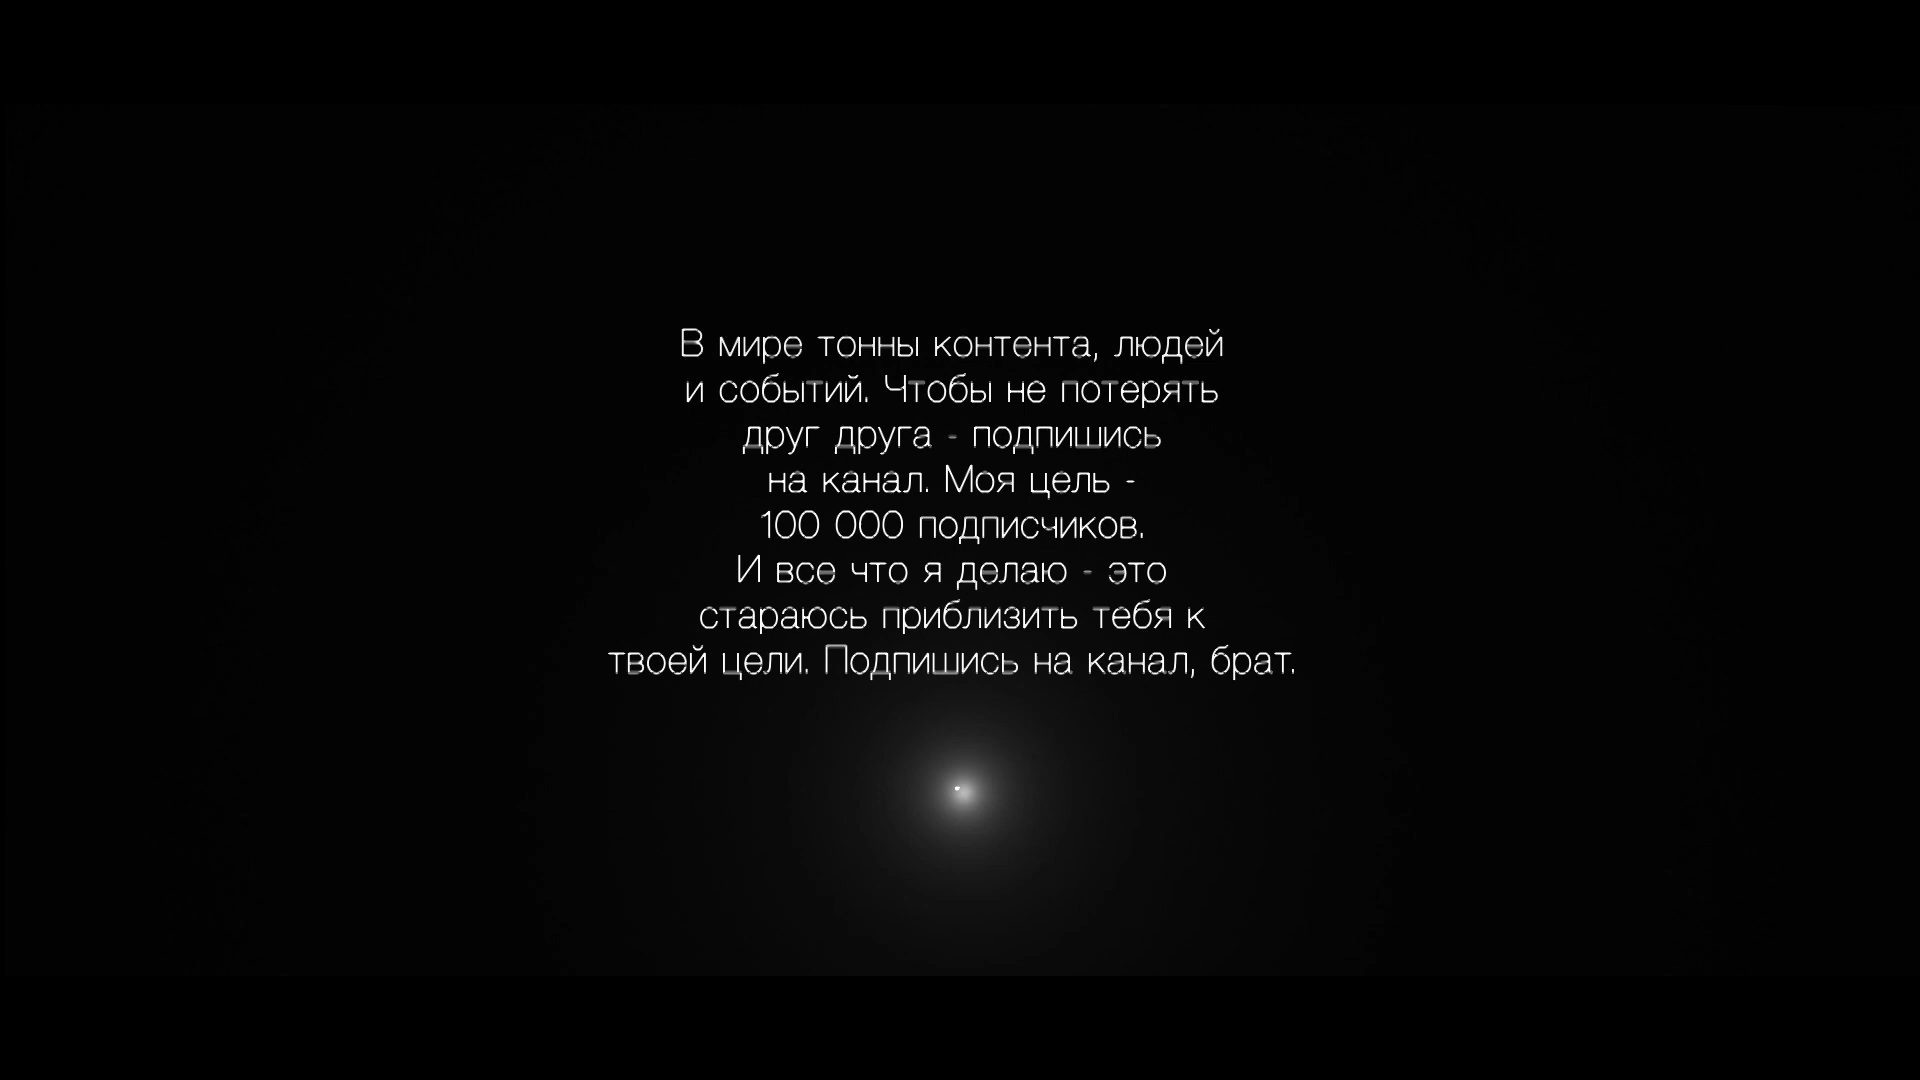 В мире тонны контента, людей
и событий. Чтобы не потерять
друг друга - подпишись
на канал. Моя цель -
100 000 подписчиков.
И все что я делаю - это
стараюсь приблизить тебя к
твоей цели. Подпишись на канал, брат.